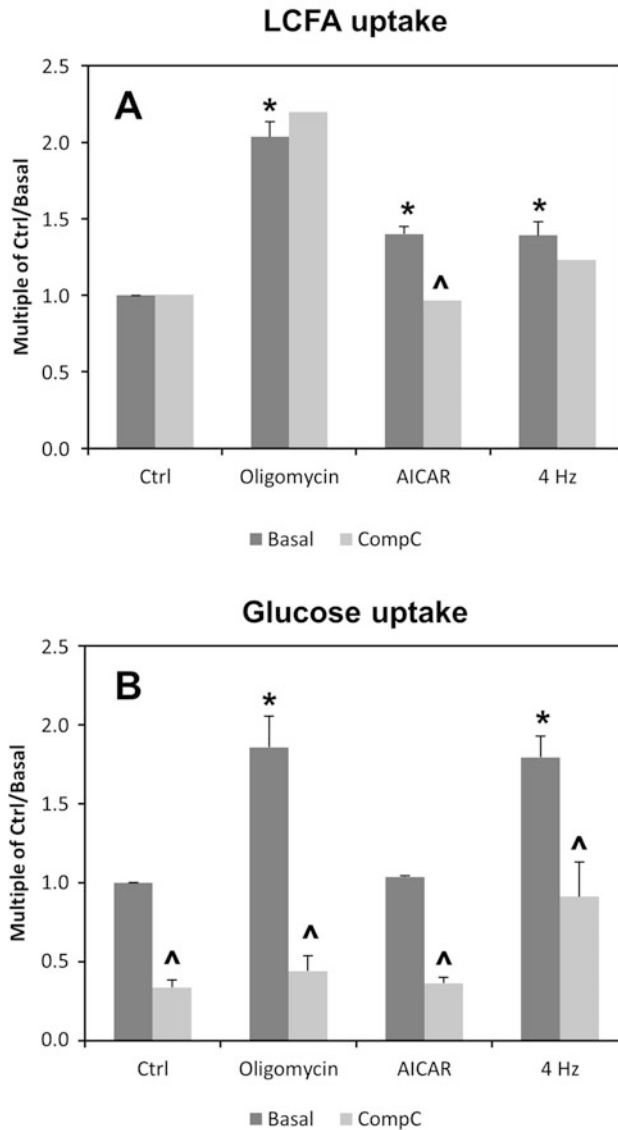 LCFA uptake
A
Multiple of Ctrl/Basal
2.5
2.0
1.5
1.0
0.5
0.0
*
*
*
^
Ctrl Oligomycin AICAR 4 Hz
Basal CompC
Glucose uptake
B
Multiple of Ctrl/Basal
2.5
2.0
1.5
1.0
0.5
0.0
*
*
^
^
^
^
Ctrl Oligomycin AICAR 4 Hz
Basal CompC